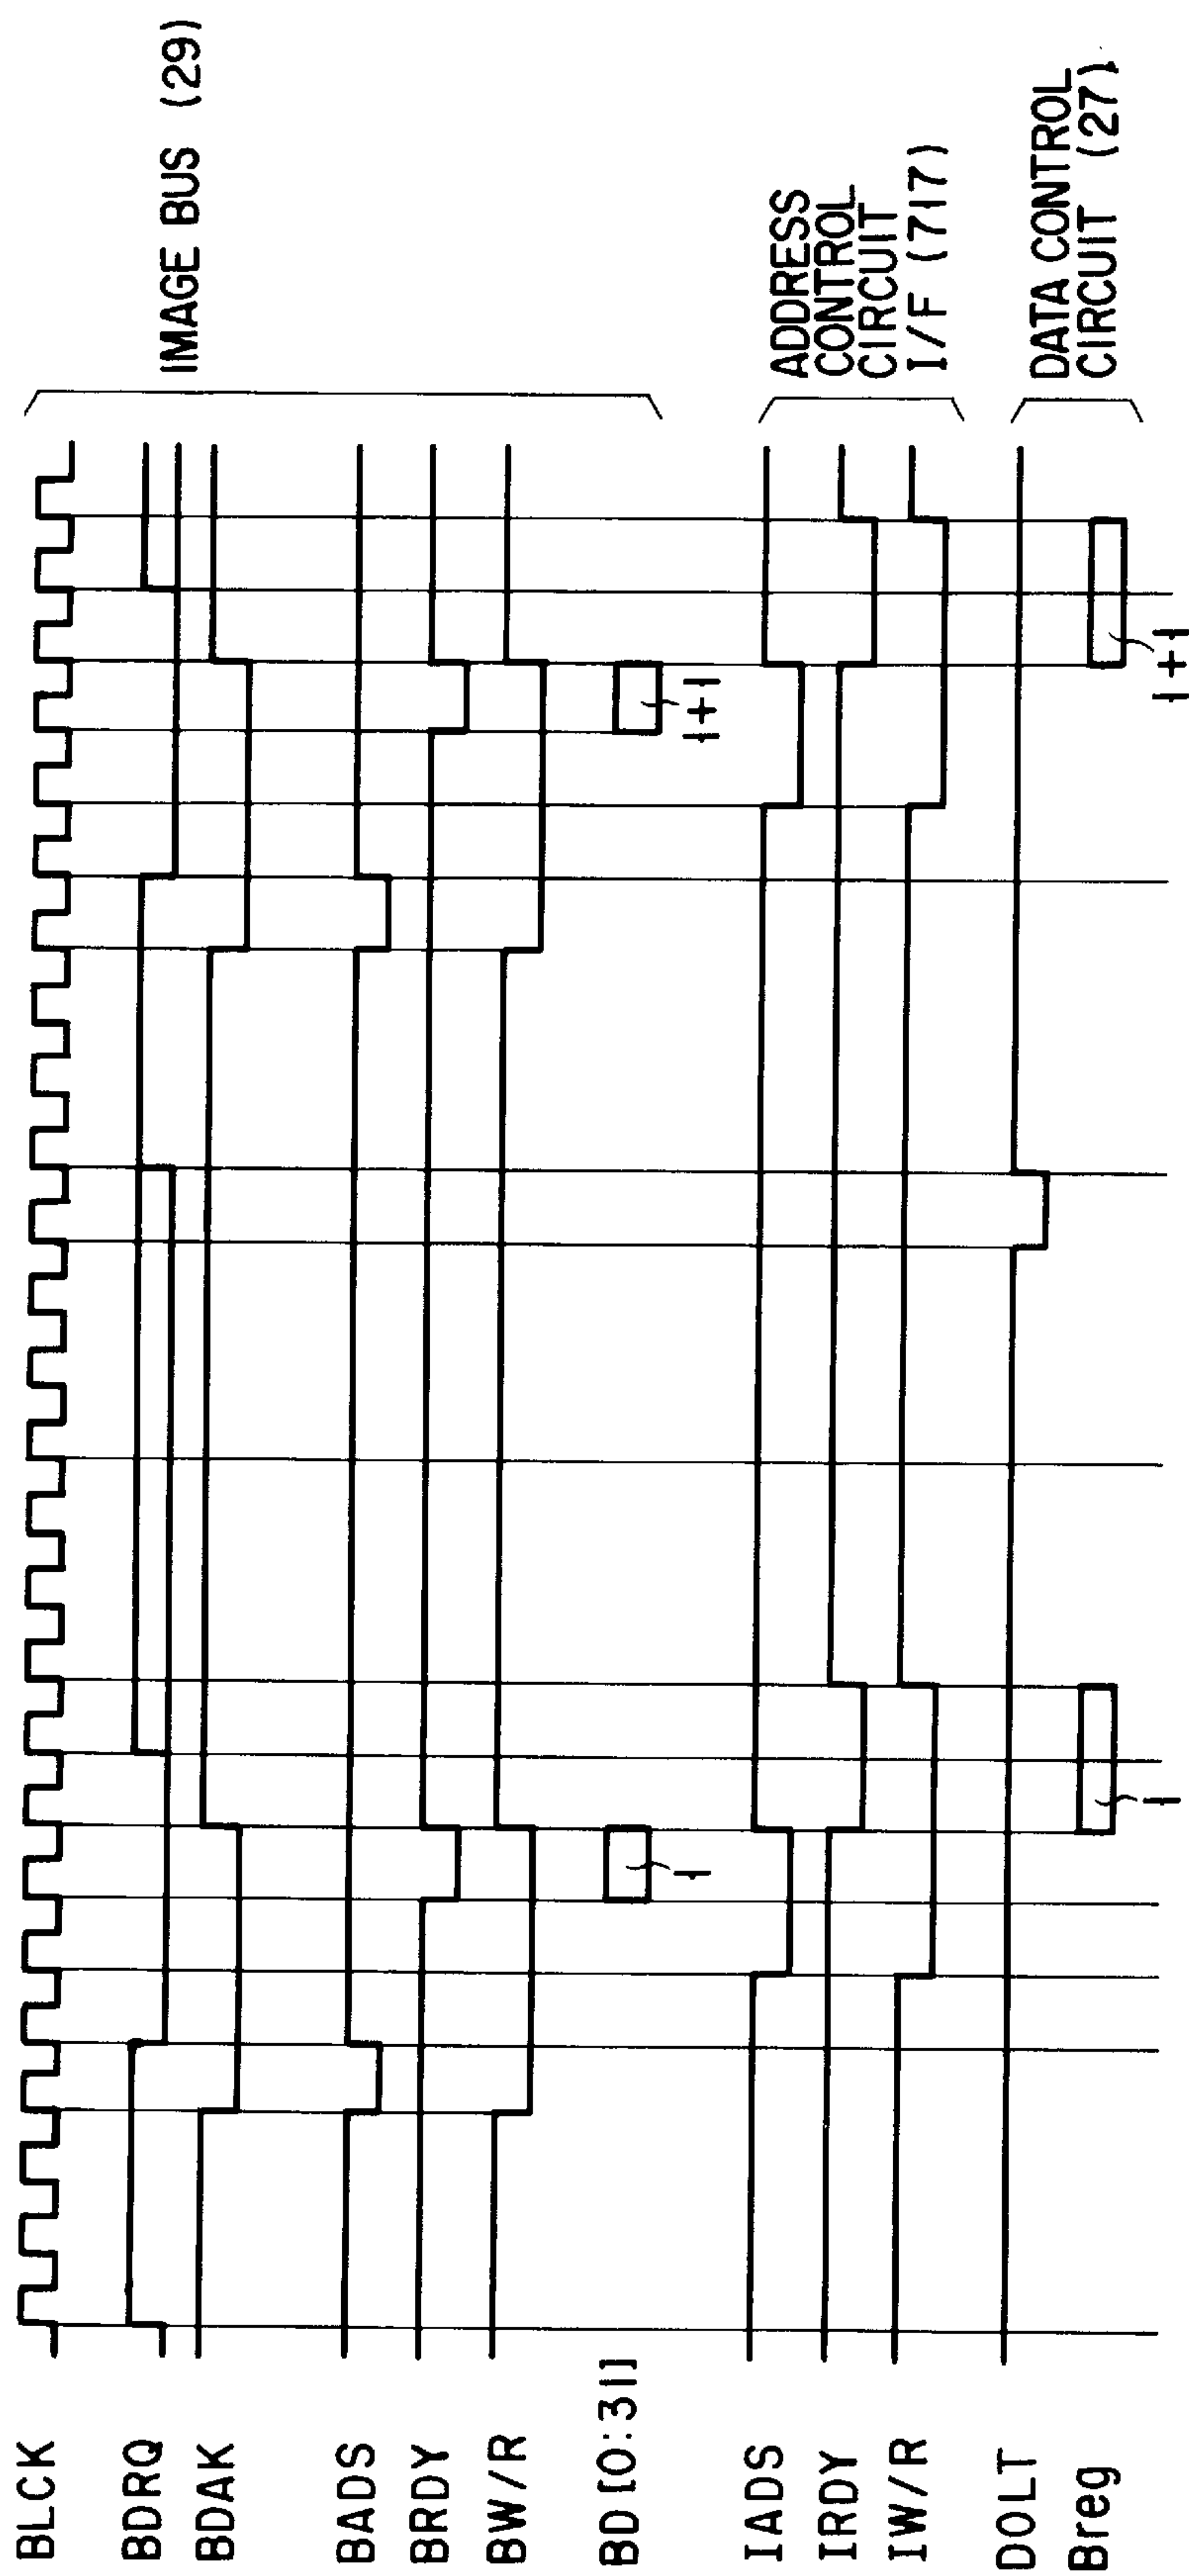 BLCK
BDRQ
BDAK
BADS
BRDY
BW/R
BD [0:31]
IADS
IRDY
IW/R
DOLT
Breg
i
i
i+1
i+1
IMAGE BUS (29)
ADDRESS
CONTROL
CIRCUIT
I/F (717)
DATA CONTROL
CIRCUIT (27)